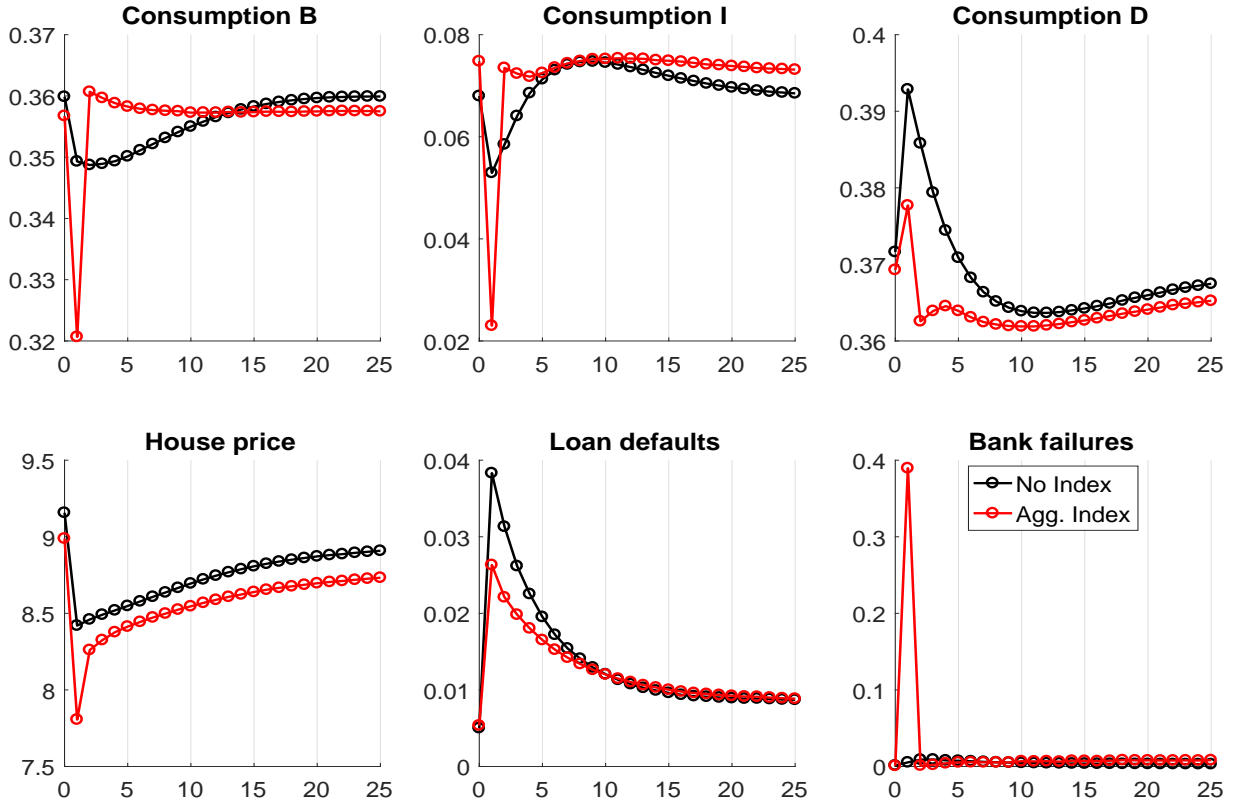 Consumption B
Consumption I
Consumption D
0.37
0.36
0.35
0.34
0.33
0.32
0 5 10 15 20 25
0.08
0.06
0.04
0.02
0 5 10 15 20 25
0.4
0.39
0.38
0.37
0.36
0 5 10 15 20 25
House price
Loan defaults
Bank failures
9.5
9
8.5
8
7.5
0 5 10 15 20 25
0.04
0.03
0.02
0.01
0
0 5 10 15 20 25
0.4
0.3
0.2
0.1
0
0 5 10 15 20 25
No Index
Agg. Index